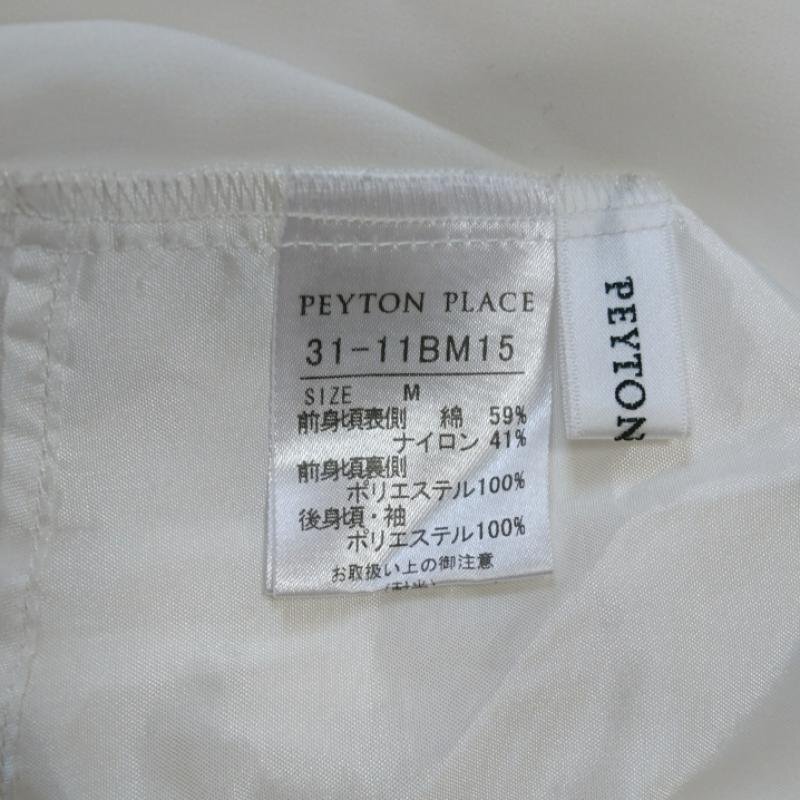 PEYTON PLACE
31-11BM15
SIZE M
前身頃表側 綿 59%
ナイロン 41%
前身頃裏側
ポリエステル100%
後身頃・袖
ポリエステル100%
お取扱い上の御注意
PEYTON